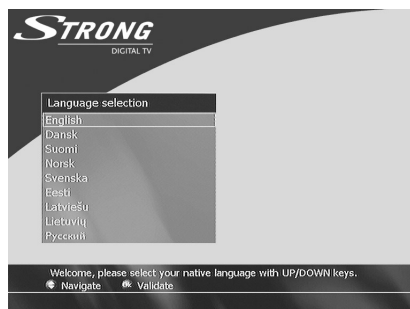 STRONG
DIGITAL TV
Language selection
English
Dansk
Suomi
Norsk
Svenska
Eesti
Latviešu
Lietuvių
Русский
Welcome, please select your native language with UP/DOWN keys.
Navigate OK Validate